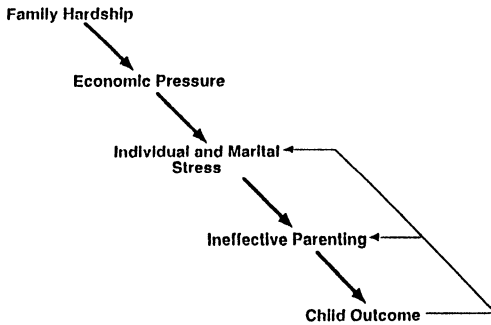 Family Hardship
Economic Pressure
Individual and Marital
Stress
Ineffective Parenting
Child Outcome